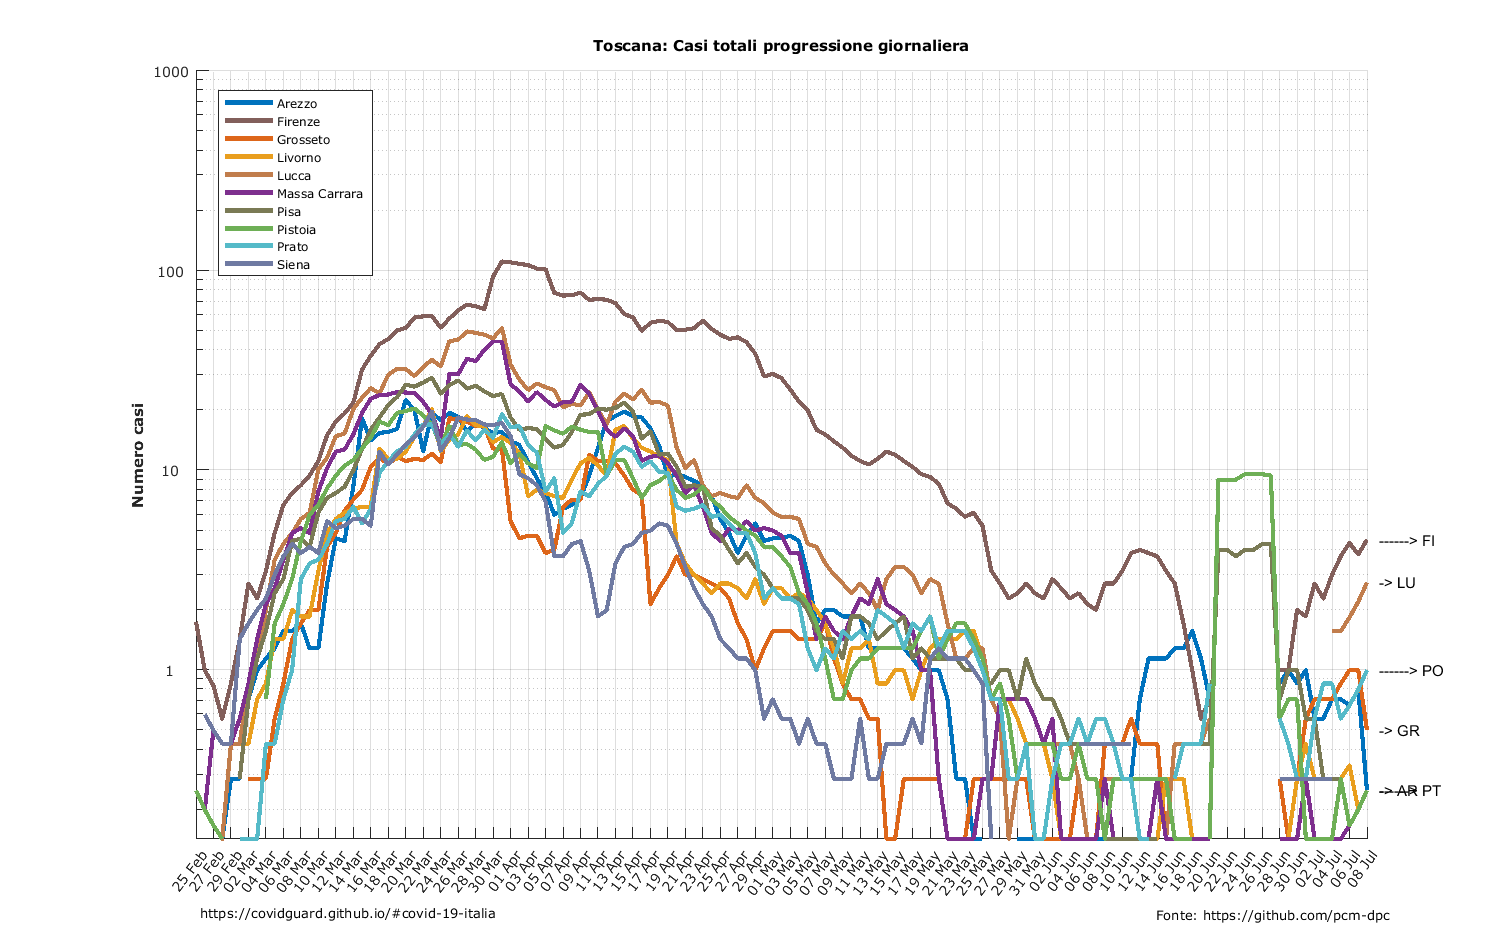 Toscana: Casi totali progressione giornaliera
Numero casi
1000
100
10
1
Arezzo
Firenze
Grosseto
Livorno
Lucca
Massa Carrara
Pisa
Pistoia
Prato
Siena
------> FI
-> LU
------> PO
-> GR
-> AR
------> PT
25 Feb
27 Feb
29 Feb
02 Mar
04 Mar
06 Mar
08 Mar
10 Mar
12 Mar
14 Mar
16 Mar
18 Mar
20 Mar
22 Mar
24 Mar
26 Mar
28 Mar
30 Mar
01 Apr
03 Apr
05 Apr
07 Apr
09 Apr
11 Apr
13 Apr
15 Apr
17 Apr
19 Apr
21 Apr
23 Apr
25 Apr
27 Apr
29 Apr
01 May
03 May
05 May
07 May
09 May
11 May
13 May
15 May
17 May
19 May
21 May
23 May
25 May
27 May
29 May
31 May
02 Jun
04 Jun
06 Jun
08 Jun
10 Jun
12 Jun
14 Jun
16 Jun
18 Jun
20 Jun
22 Jun
24 Jun
26 Jun
28 Jun
30 Jun
02 Jul
04 Jul
06 Jul
08 Jul
https://covidguard.github.io/#covid-19-italia
Fonte: https://github.com/pcm-dpc